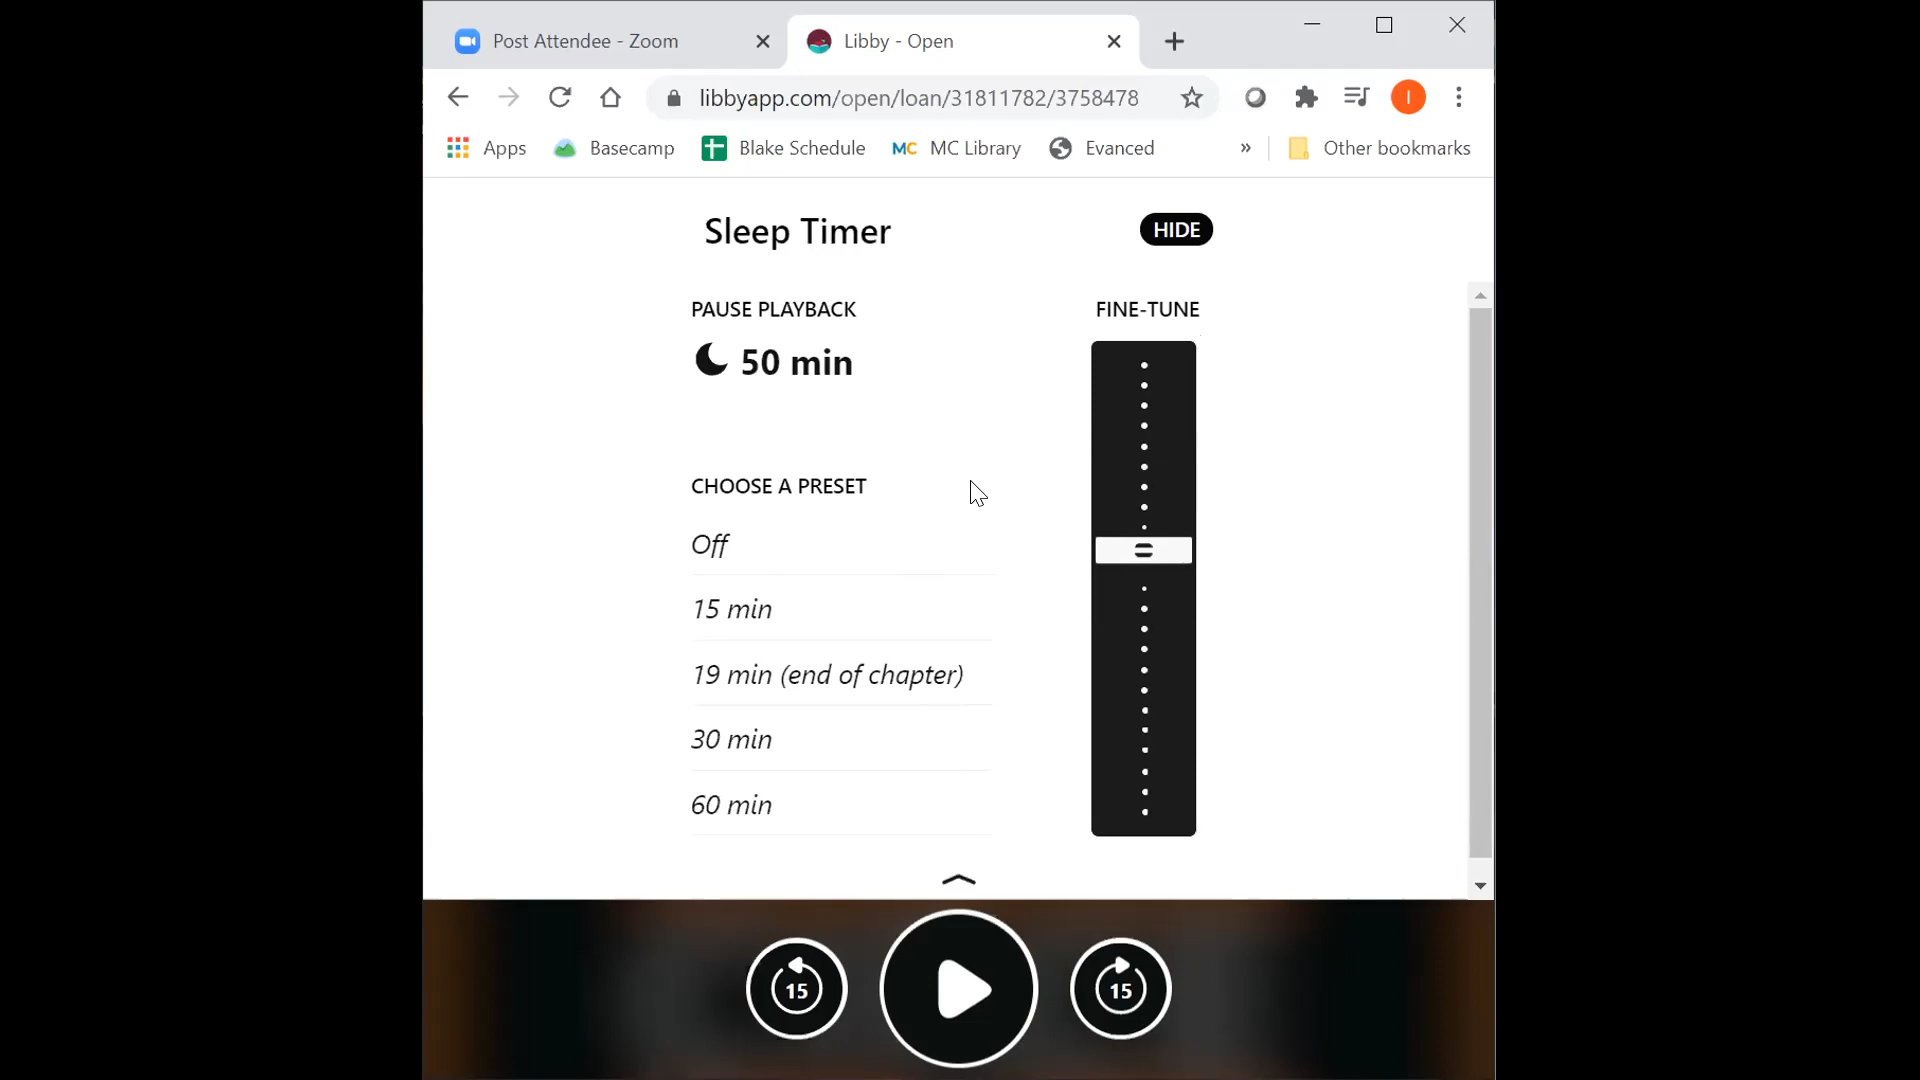 Post Attendee - Zoom
Libby - Open
libbyapp.com/open/loan/31811782/3758478
I
Apps
Basecamp
Blake Schedule
MC MC Library
Evanced
»
Other bookmarks
Sleep Timer
HIDE
PAUSE PLAYBACK
FINE-TUNE
50 min
CHOOSE A PRESET
Off
15 min
19 min (end of chapter)
30 min
60 min
15
15